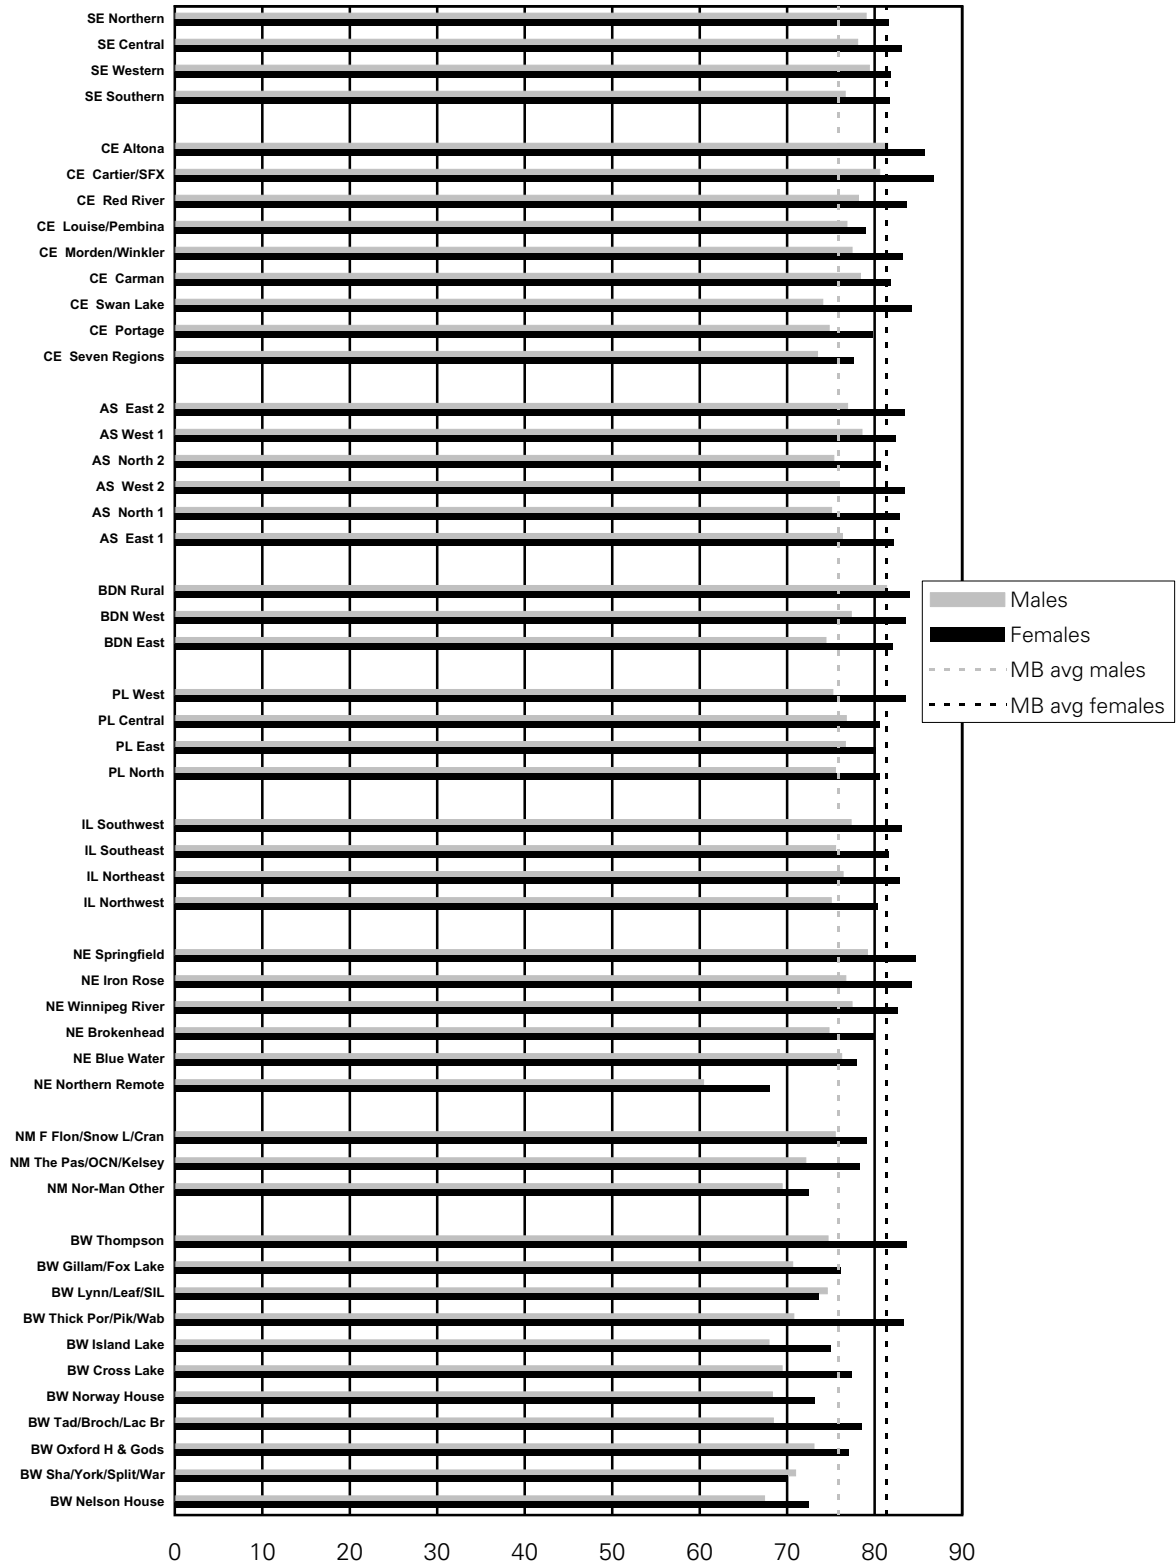 SE Northern
SE Central
SE Western
SE Southern
CE Altona
CE Cartier/SFX
CE Red River
CE Louise/Pembina
CE Morden/Winkler
CE Carman
CE Swan Lake
CE Portage
CE Seven Regions
AS East 2
AS West 1
AS North 2
AS West 2
AS North 1
AS East 1
BDN Rural
BDN West
BDN East
PL West
PL Central
PL East
PL North
IL Southwest
IL Southeast
IL Northeast
IL Northwest
NE Springfield
NE Iron Rose
NE Winnipeg River
NE Brokenhead
NE Blue Water
NE Northern Remote
NM F Flon/Snow L/Cran
NM The Pas/OCN/Kelsey
NM Nor-Man Other
BW Thompson
BW Gillam/Fox Lake
BW Lynn/Leaf/SIL
BW Thick Por/Pik/Wab
BW Island Lake
BW Cross Lake
BW Norway House
BW Tad/Broch/Lac Br
BW Oxford H & Gods
BW Sha/York/Split/War
BW Nelson House
0 10 20 30 40 50 60 70 80 90
Males
Females
MB avg males
MB avg females